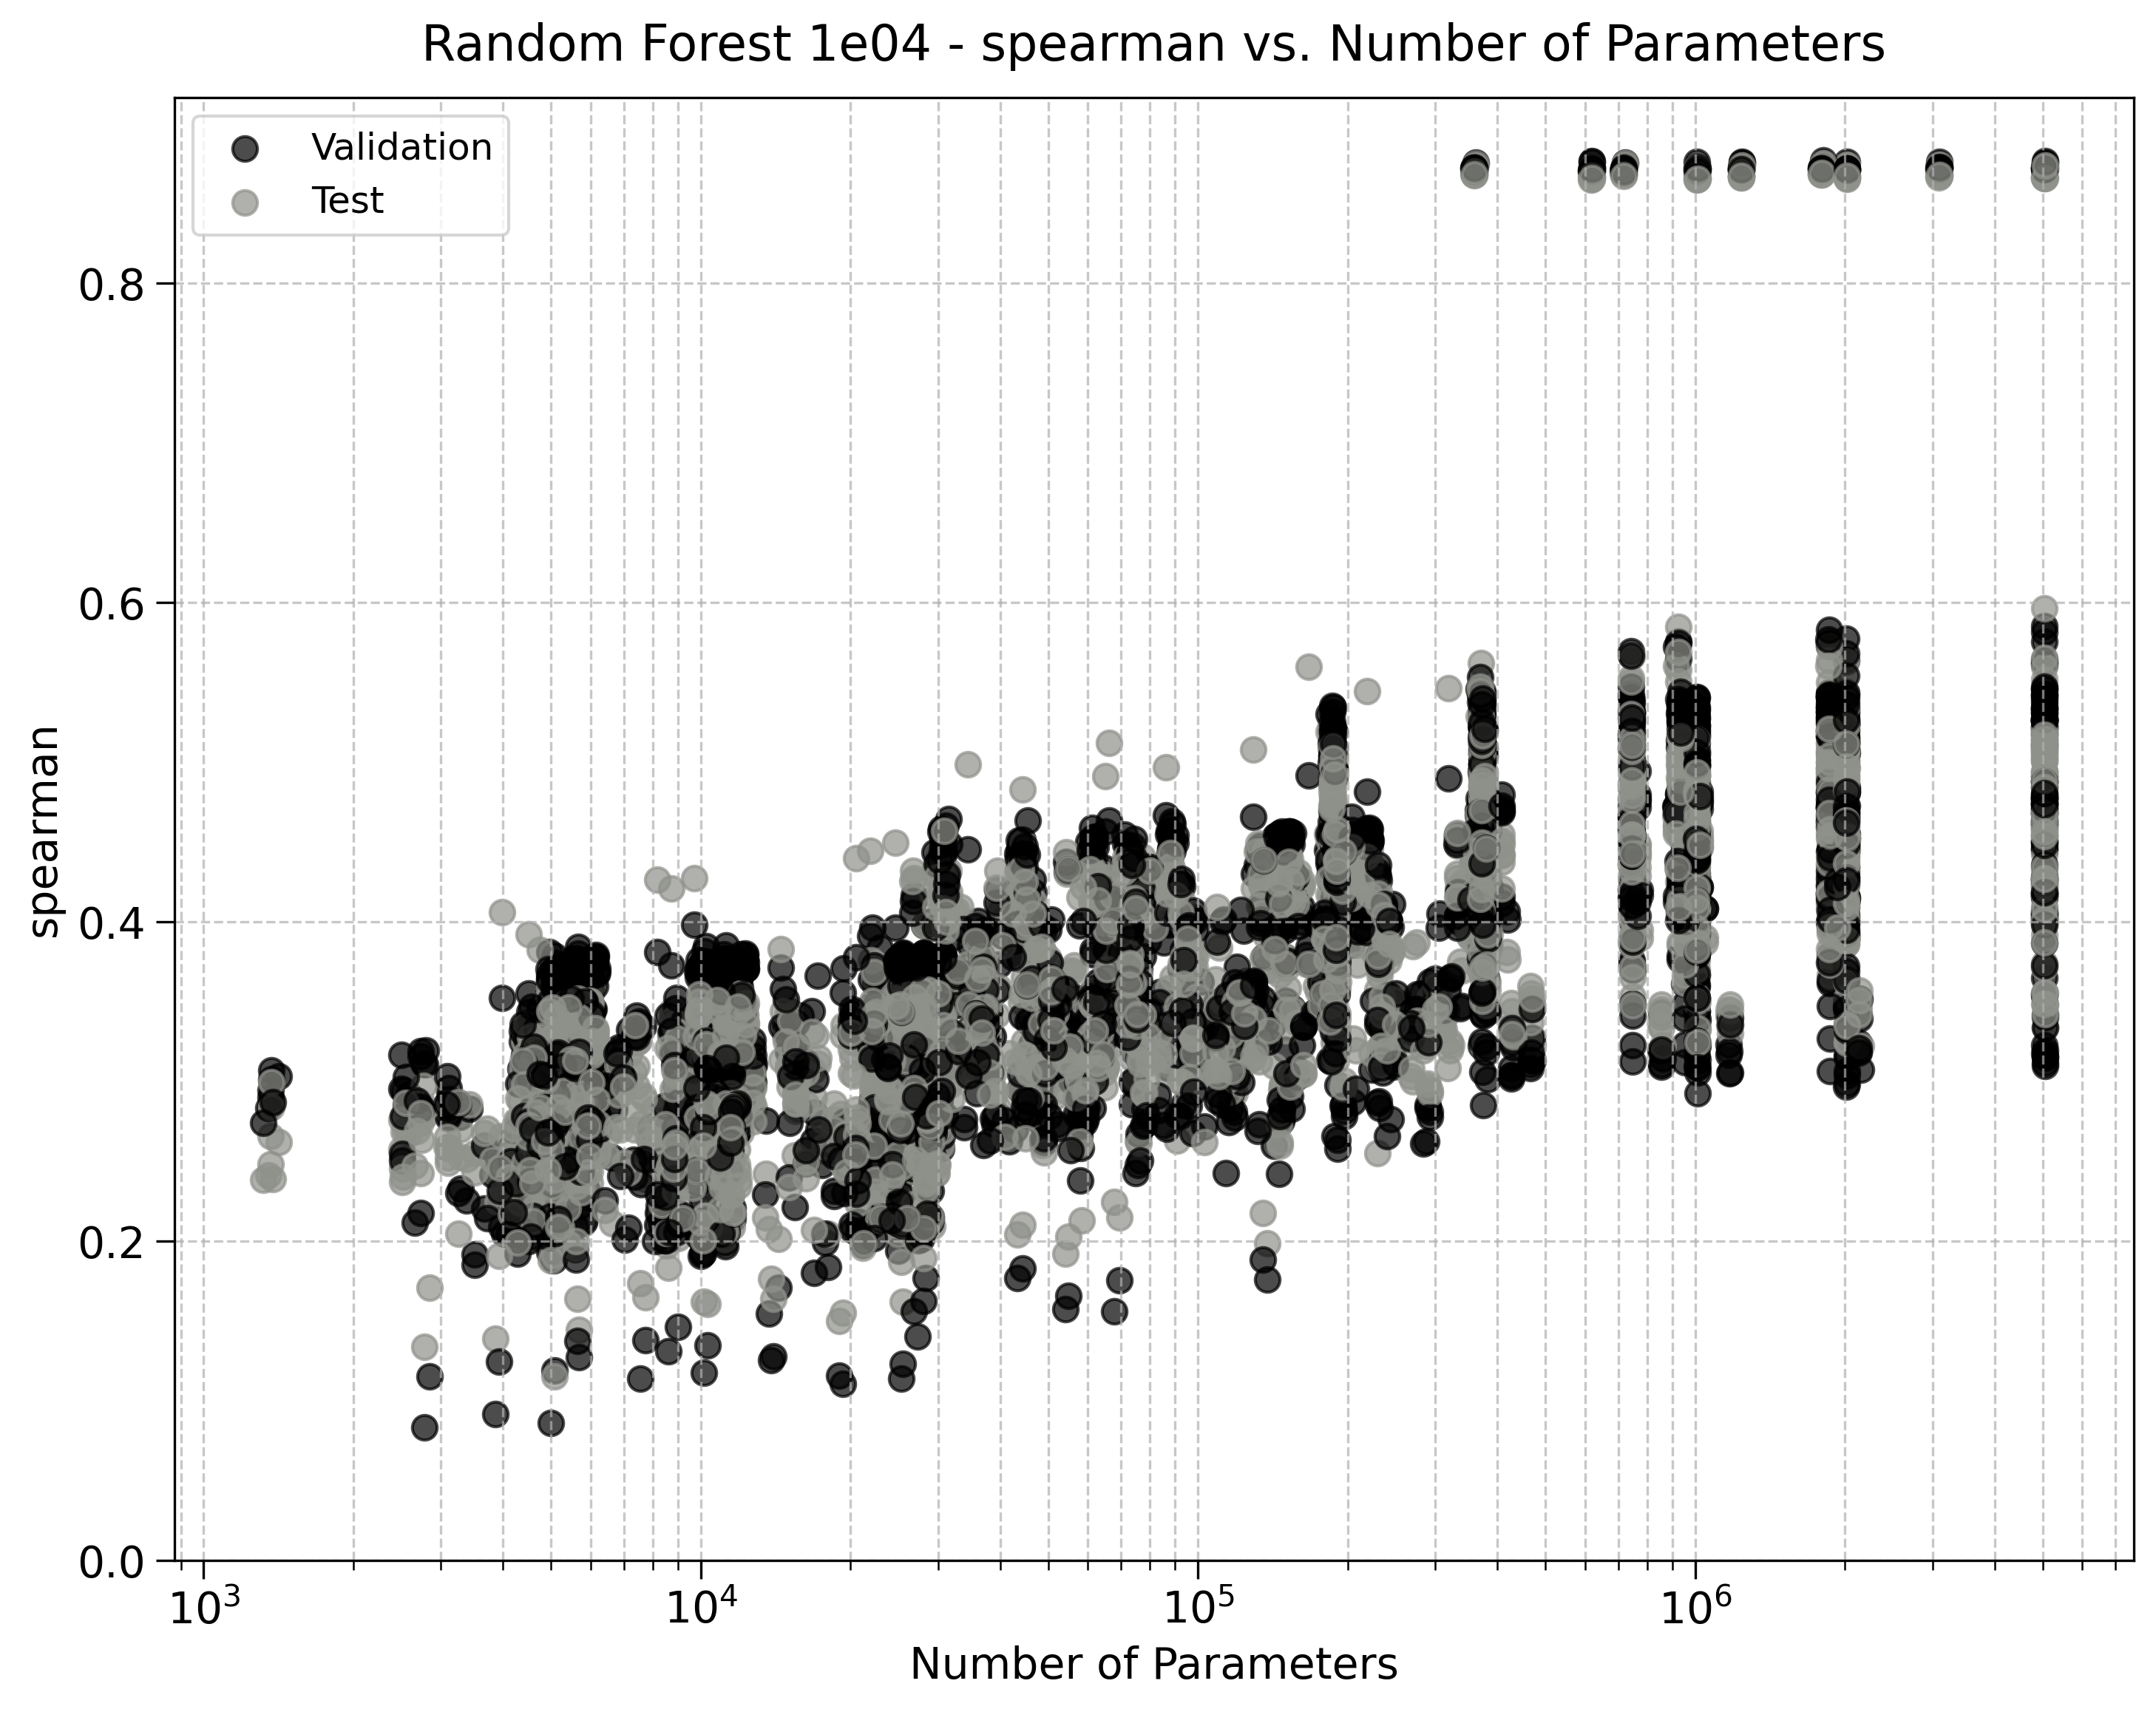 Random Forest 1e04 - spearman vs. Number of Parameters
Validation
Test
0.8
0.6
0.4
0.2
0.0
spearman
10³
10⁴
10⁵
10⁶
Number of Parameters